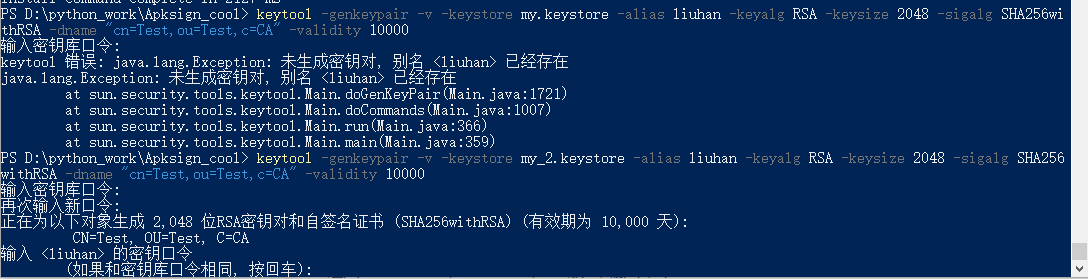 Install Command Complete in 2127 ms
PS D:\python_work\Apksign_cool> keytool -genkeypair -v -keystore my.keystore -alias liuhan -keyalg RSA -keysize 2048 -sigalg SHA256wi
thRSA -dname "cn=Test,ou=Test,c=CA" -validity 10000
输入密钥库口令:
keytool 错误: java.lang.Exception: 未生成密钥对, 别名 <liuhan> 已经存在
java.lang.Exception: 未生成密钥对, 别名 <liuhan> 已经存在
at sun.security.tools.keytool.Main.doGenKeyPair(Main.java:1721)
at sun.security.tools.keytool.Main.doCommands(Main.java:1007)
at sun.security.tools.keytool.Main.run(Main.java:366)
at sun.security.tools.keytool.Main.main(Main.java:359)
PS D:\python_work\Apksign_cool> keytool -genkeypair -v -keystore my_2.keystore -alias liuhan -keyalg RSA -keysize 2048 -sigalg SHA256
withRSA -dname "cn=Test,ou=Test,c=CA" -validity 10000
输入密钥库口令:
再次输入新口令:
正在为以下对象生成 2,048 位RSA密钥对和自签名证书 (SHA256withRSA) (有效期为 10,000 天):
CN=Test, OU=Test, C=CA
输入 <liuhan> 的密钥口令
(如果和密钥库口令相同, 按回车):